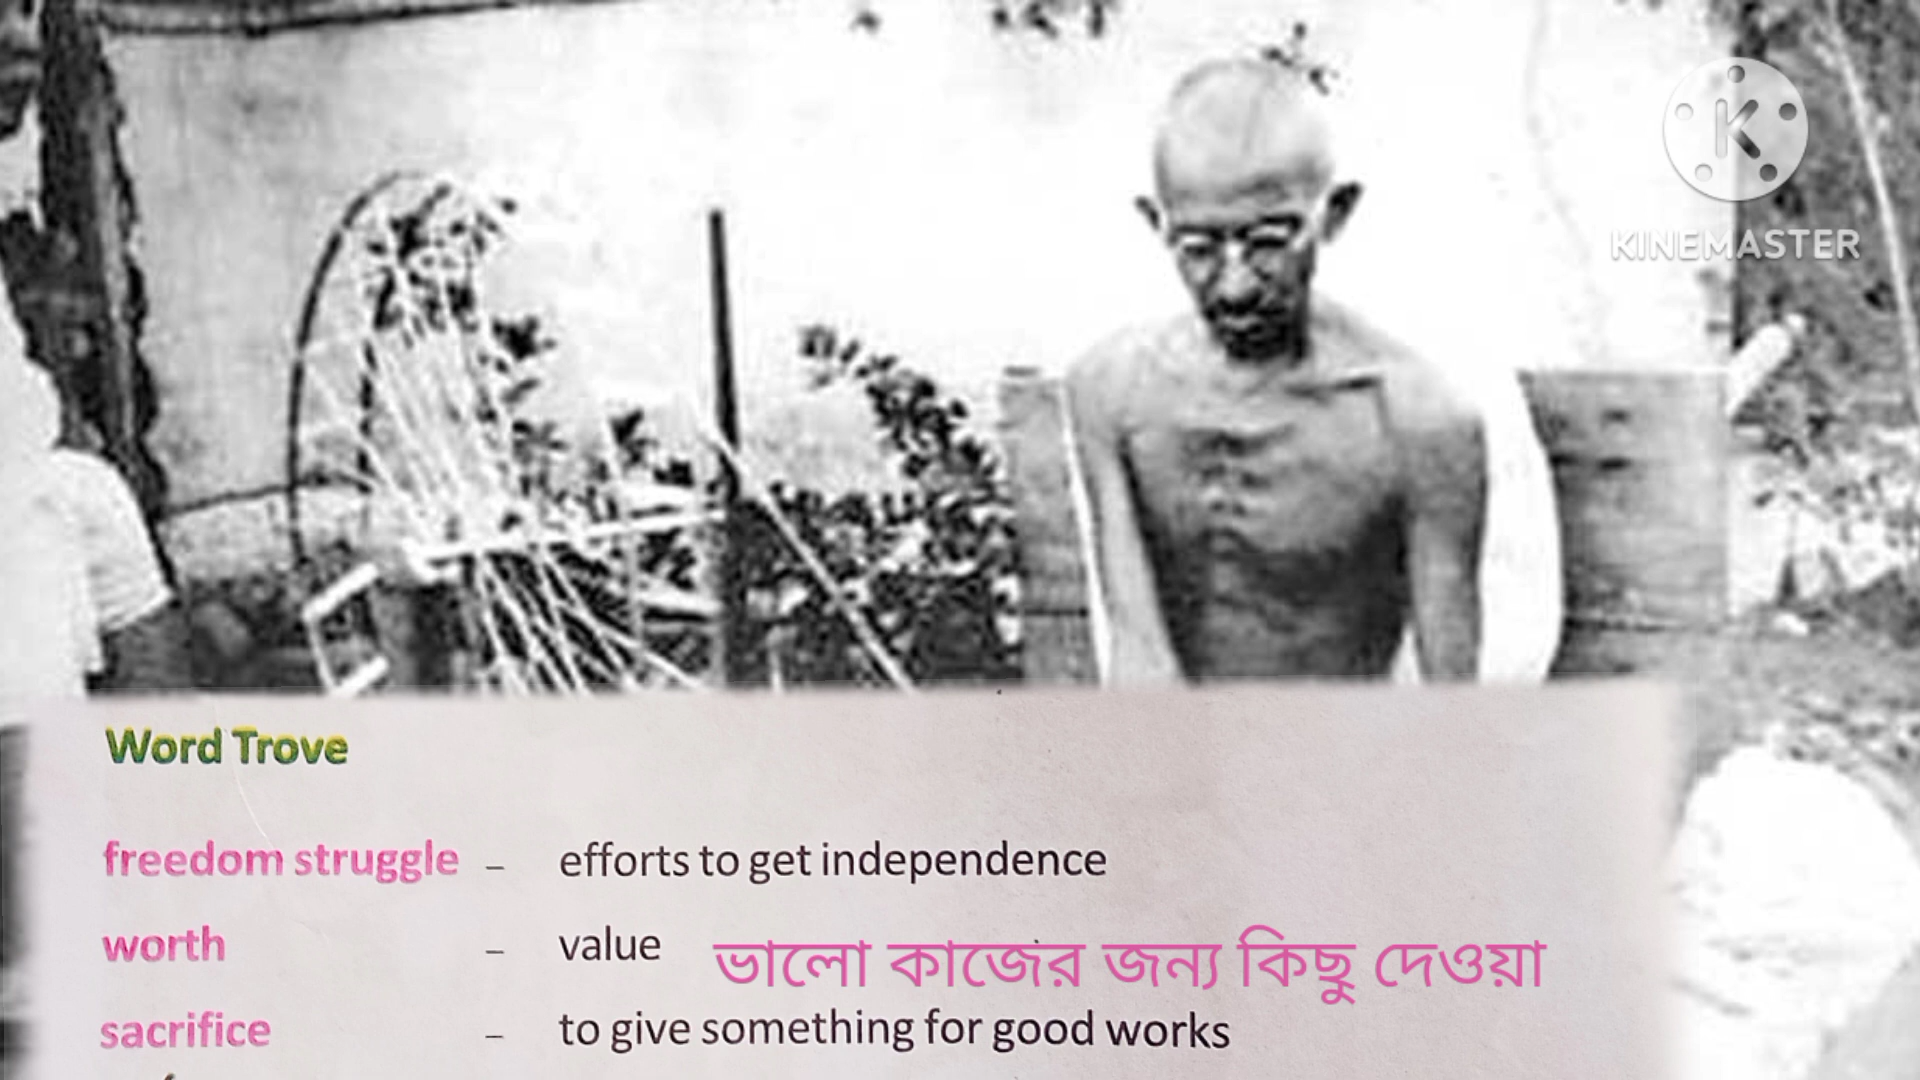 K
KINEMASTER
Word Trove
freedom struggle – efforts to get independence
worth – value
ভালো কাজের জন্য কিছু দেওয়া
sacrifice – to give something for good works